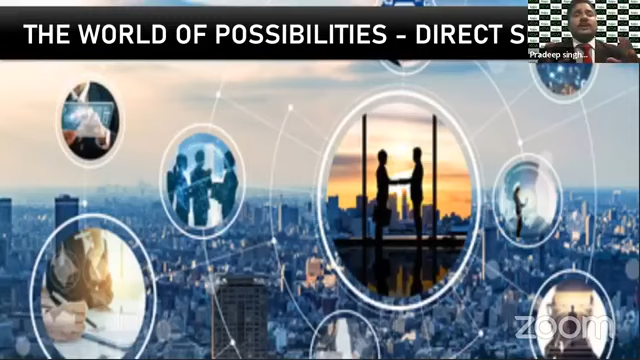 THE WORLD OF POSSIBILITIES - DIRECT S
Pradeep singh...
zoom